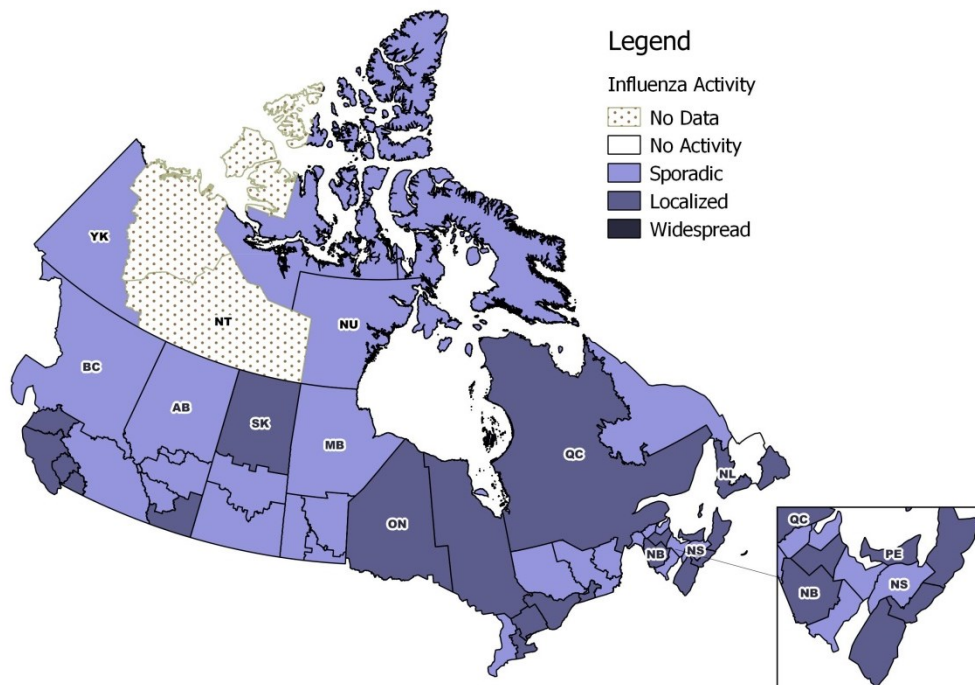 Legend
Influenza Activity
No Data
No Activity
Sporadic
Localized
Widespread
YK
NT
NU
BC
AB
SK
MB
QC
NL
ON
NB
NS
QC
PE
NS
NB